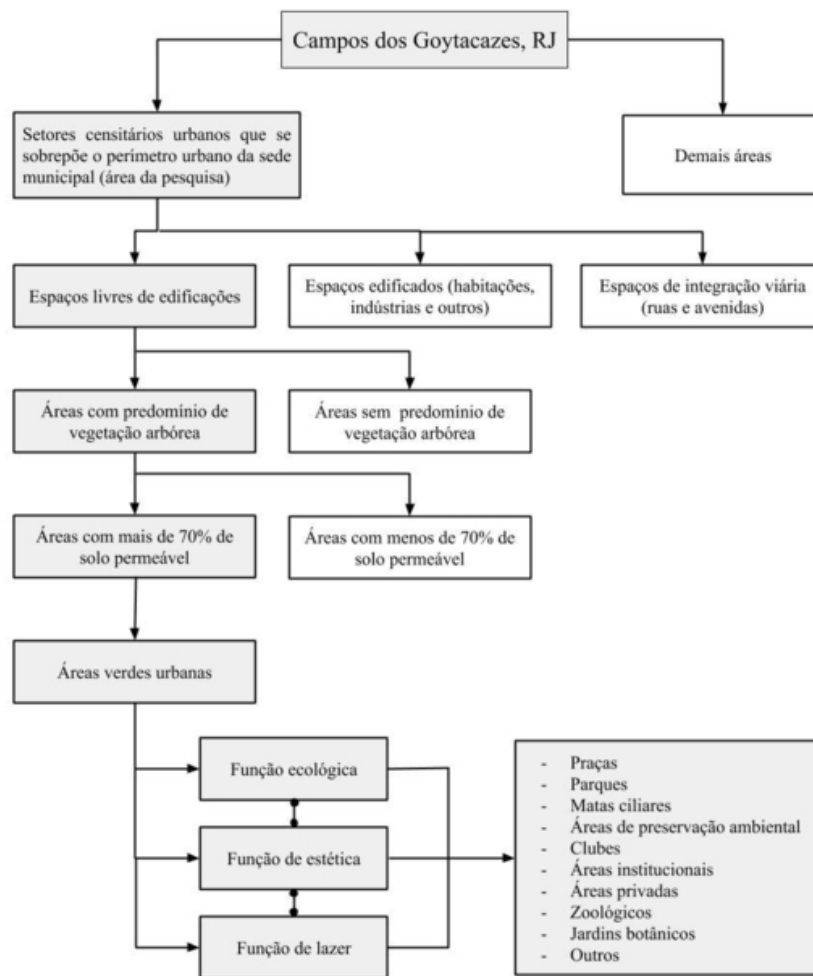 Campos dos Goytacazes, RJ
Setores censitários urbanos que se
sobrepõe o perímetro urbano da sede
municipal (área da pesquisa)
Demais áreas
Espaços livres de edificações
Espaços edificados (habitações,
indústrias e outros)
Espaços de integração viária
(ruas e avenidas)
Áreas com predomínio de
vegetação arbórea
Áreas sem predomínio de
vegetação arbórea
Áreas com mais de 70% de
solo permeável
Áreas com menos de 70% de
solo permeável
Áreas verdes urbanas
Função ecológica
Função de estética
Função de lazer
- Praças
- Parques
- Matas ciliares
- Áreas de preservação ambiental
- Clubes
- Áreas institucionais
- Áreas privadas
- Zoológicos
- Jardins botânicos
- Outros